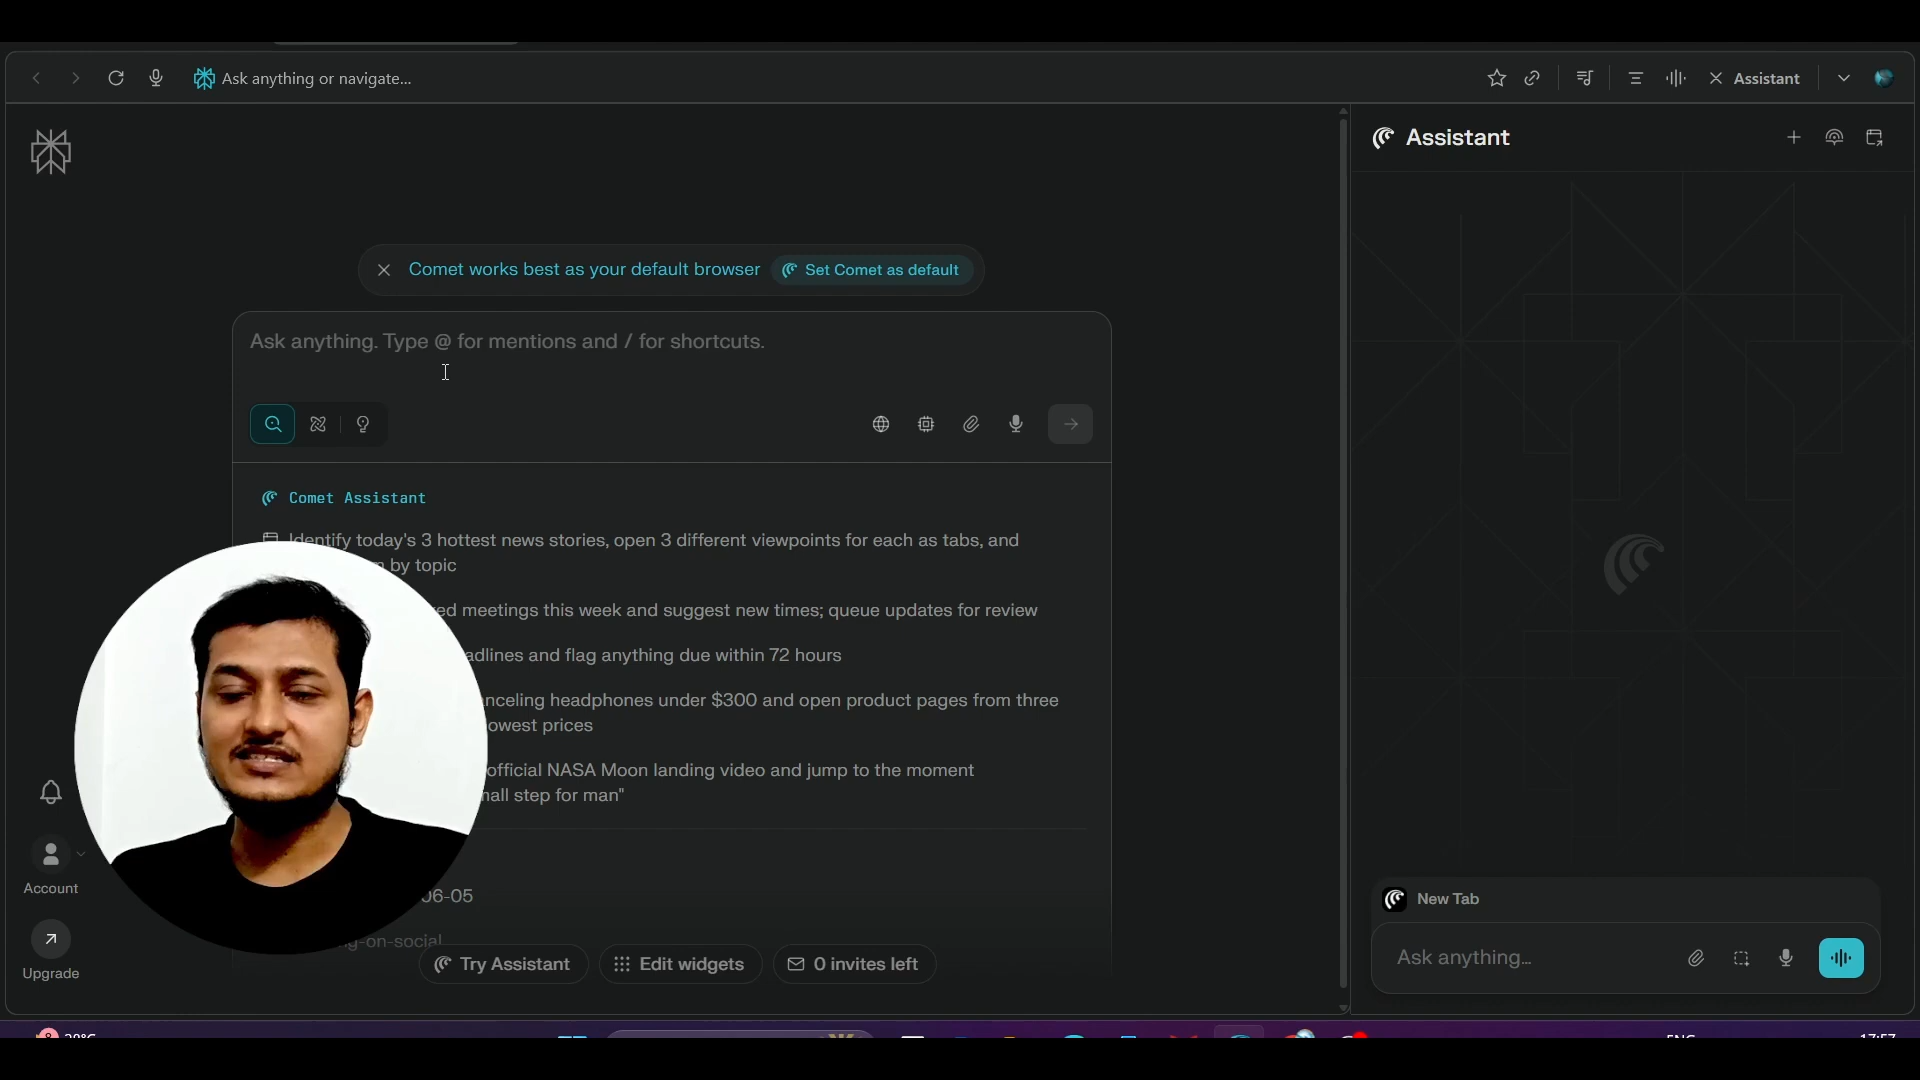 Ask anything or navigate...
Assistant
Assistant
Comet works best as your default browser
Set Comet as default
Ask anything. Type @ for mentions and / for shortcuts.
Comet Assistant
Identify today's 3 hottest news stories, open 3 different viewpoints for each as tabs, and
by topic
meetings this week and suggest new times; queue updates for review
and flag anything due within 72 hours
headphones under $300 and open product pages from three
lowest prices
official NASA Moon landing video and jump to the moment
step for man"
06-05
-on-social
Account
Upgrade
Try Assistant
Edit widgets
0 invites left
New Tab
Ask anything...